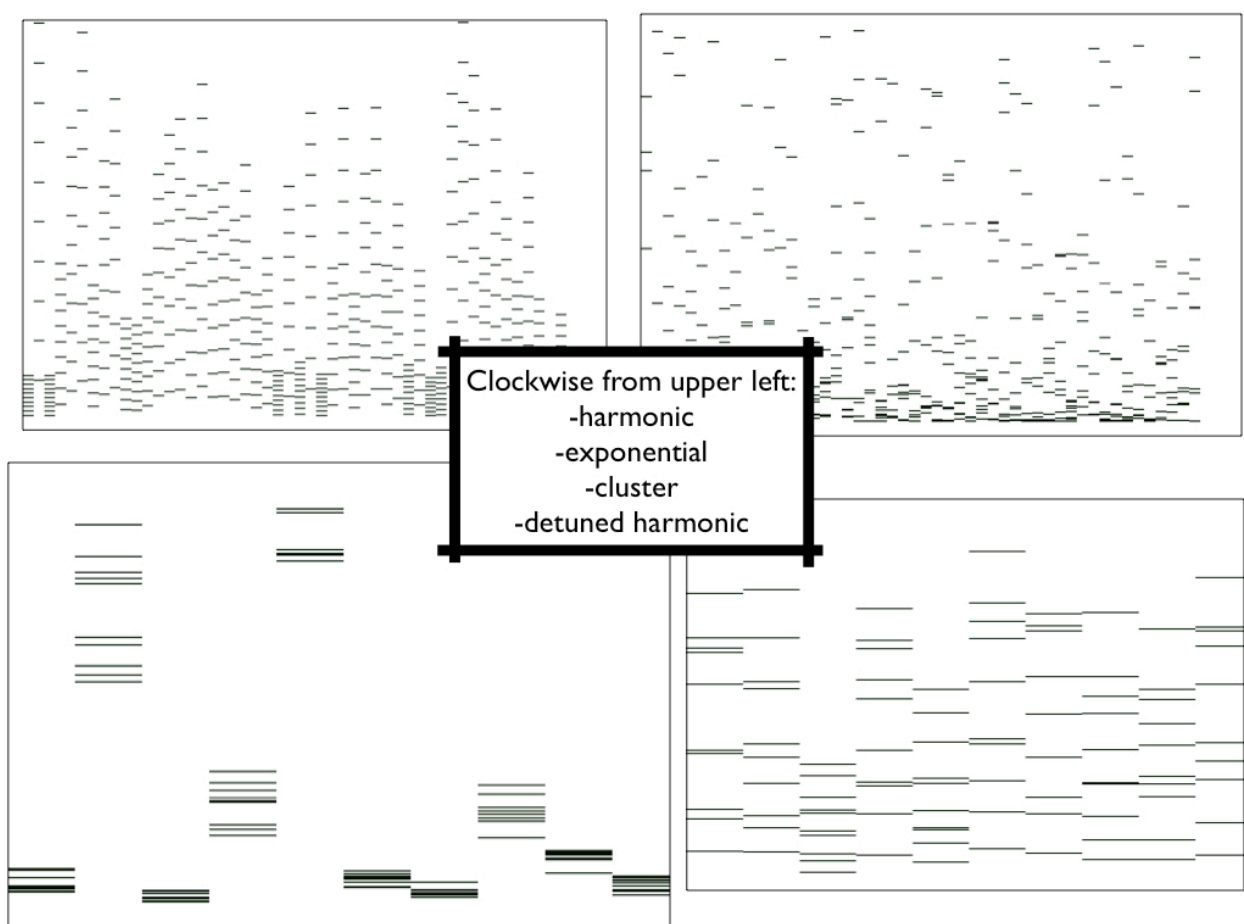 Clockwise from upper left:
-harmonic
-exponential
-cluster
-detuned harmonic